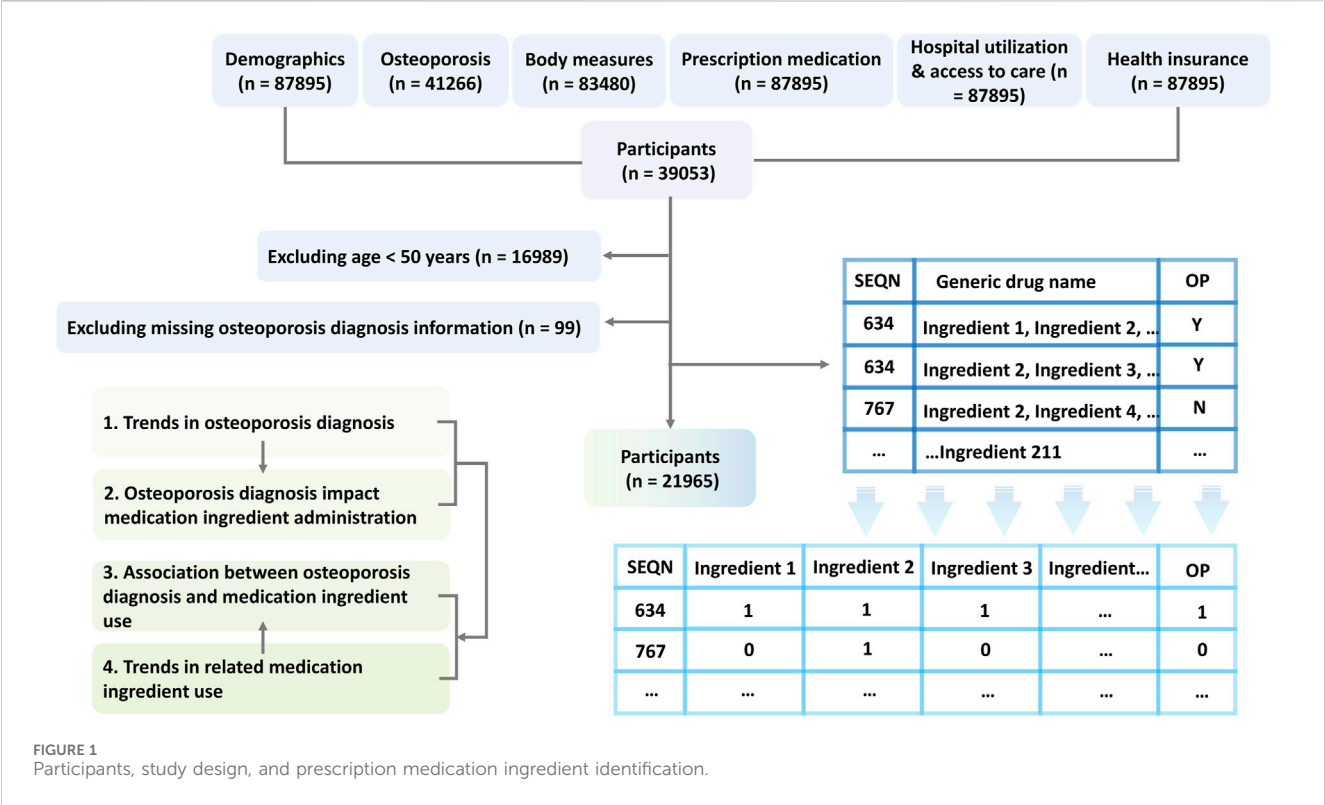 Demographics
(n = 87895)
Osteoporosis
(n = 41266)
Body measures
(n = 83480)
Prescription medication
(n = 87895)
Hospital utilization
& access to care (n
= 87895)
Health insurance
(n = 87895)
Participants
(n = 39053)
Excluding age < 50 years (n = 16989)
Excluding missing osteoporosis diagnosis information (n = 99)
Participants
(n = 21965)
1. Trends in osteoporosis diagnosis
2. Osteoporosis diagnosis impact
medication ingredient administration
3. Association between osteoporosis
diagnosis and medication ingredient
use
4. Trends in related medication
ingredient use
SEQN Generic drug name OP
634 Ingredient 1, Ingredient 2, ... Y
634 Ingredient 2, Ingredient 3, ... Y
767 Ingredient 2, Ingredient 4, ... N
... ...Ingredient 211 ...
SEQN Ingredient 1 Ingredient 2 Ingredient 3 Ingredient... OP
634 1 1 1 ... 1
767 0 1 0 ... 0
... ... ... ... ... ...
FIGURE 1
Participants, study design, and prescription medication ingredient identification.